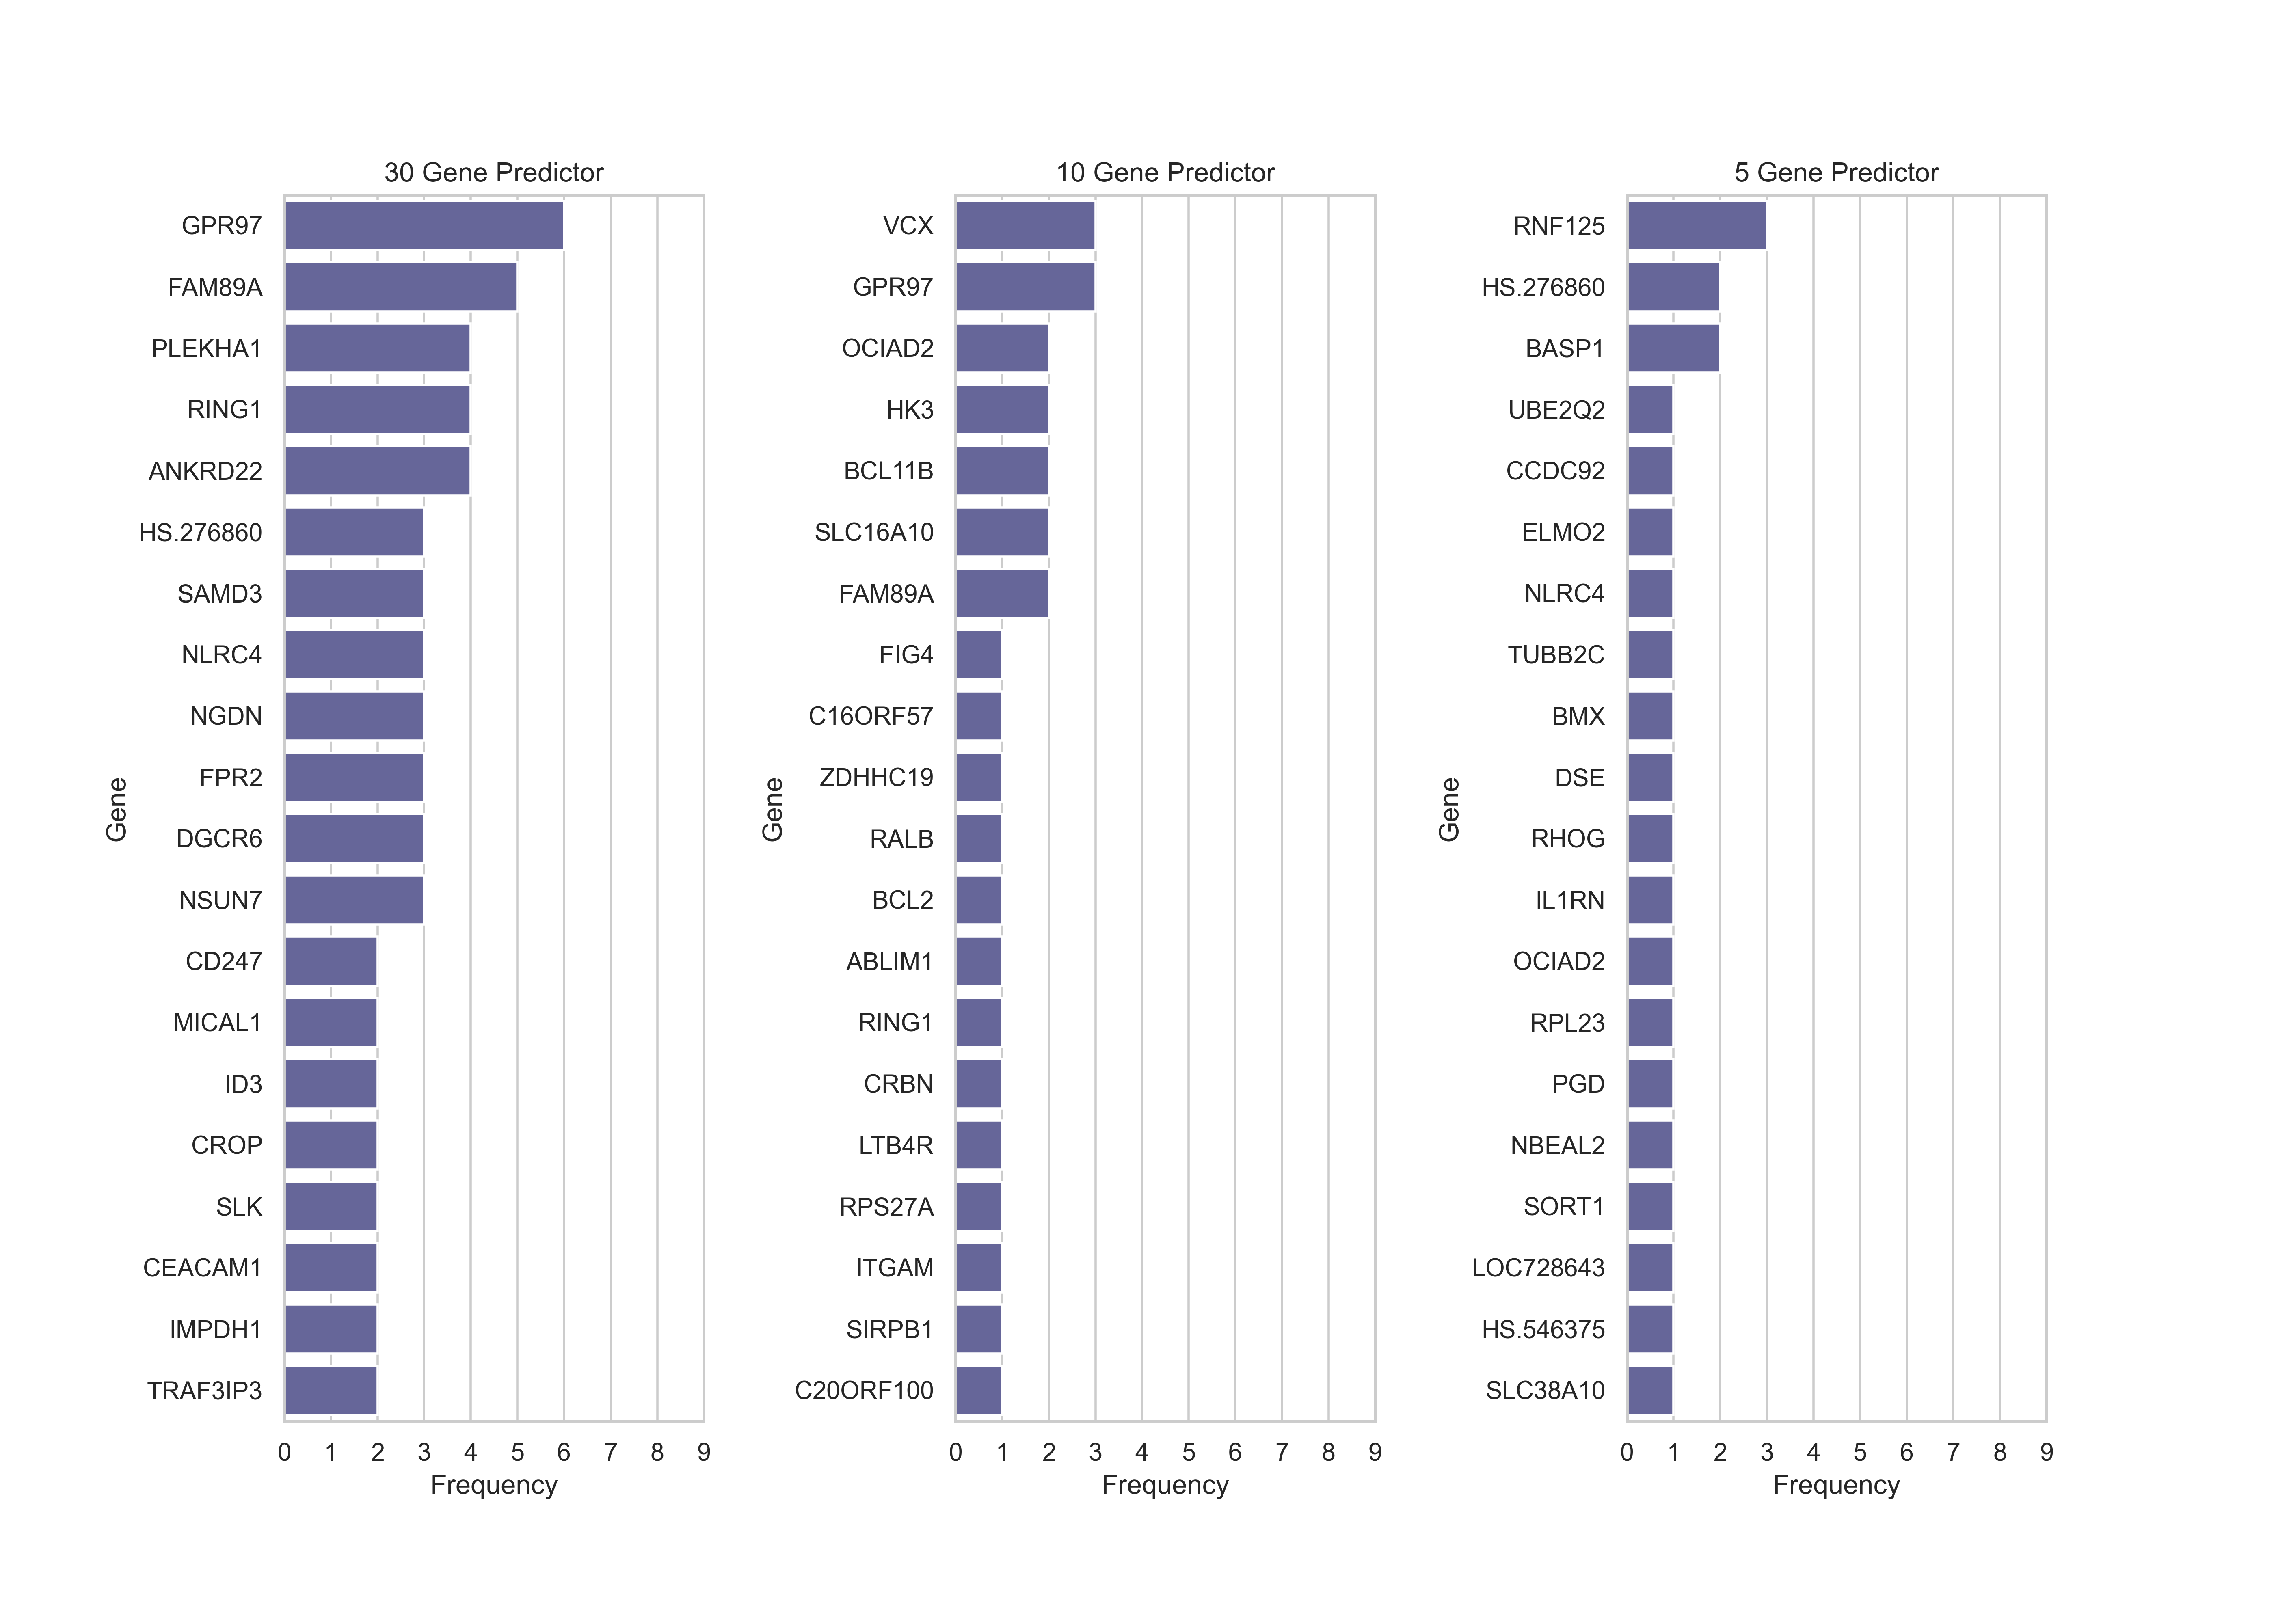 30 Gene Predictor
GPR97
FAM89A
PLEKHA1
RING1
ANKRD22
HS.276860
SAMD3
NLRC4
NGDN
FPR2
DGCR6
NSUN7
CD247
MICAL1
ID3
CROP
SLK
CEACAM1
IMPDH1
TRAF3IP3
Gene
0 1 2 3 4 5 6 7 8 9
Frequency
10 Gene Predictor
VCX
GPR97
OCIAD2
HK3
BCL11B
SLC16A10
FAM89A
FIG4
C16ORF57
ZDHHC19
RALB
BCL2
ABLIM1
RING1
CRBN
LTB4R
RPS27A
ITGAM
SIRPB1
C20ORF100
Gene
0 1 2 3 4 5 6 7 8 9
Frequency
5 Gene Predictor
RNF125
HS.276860
BASP1
UBE2Q2
CCDC92
ELMO2
NLRC4
TUBB2C
BMX
DSE
RHOG
IL1RN
OCIAD2
RPL23
PGD
NBEAL2
SORT1
LOC728643
HS.546375
SLC38A10
Gene
0 1 2 3 4 5 6 7 8 9
Frequency